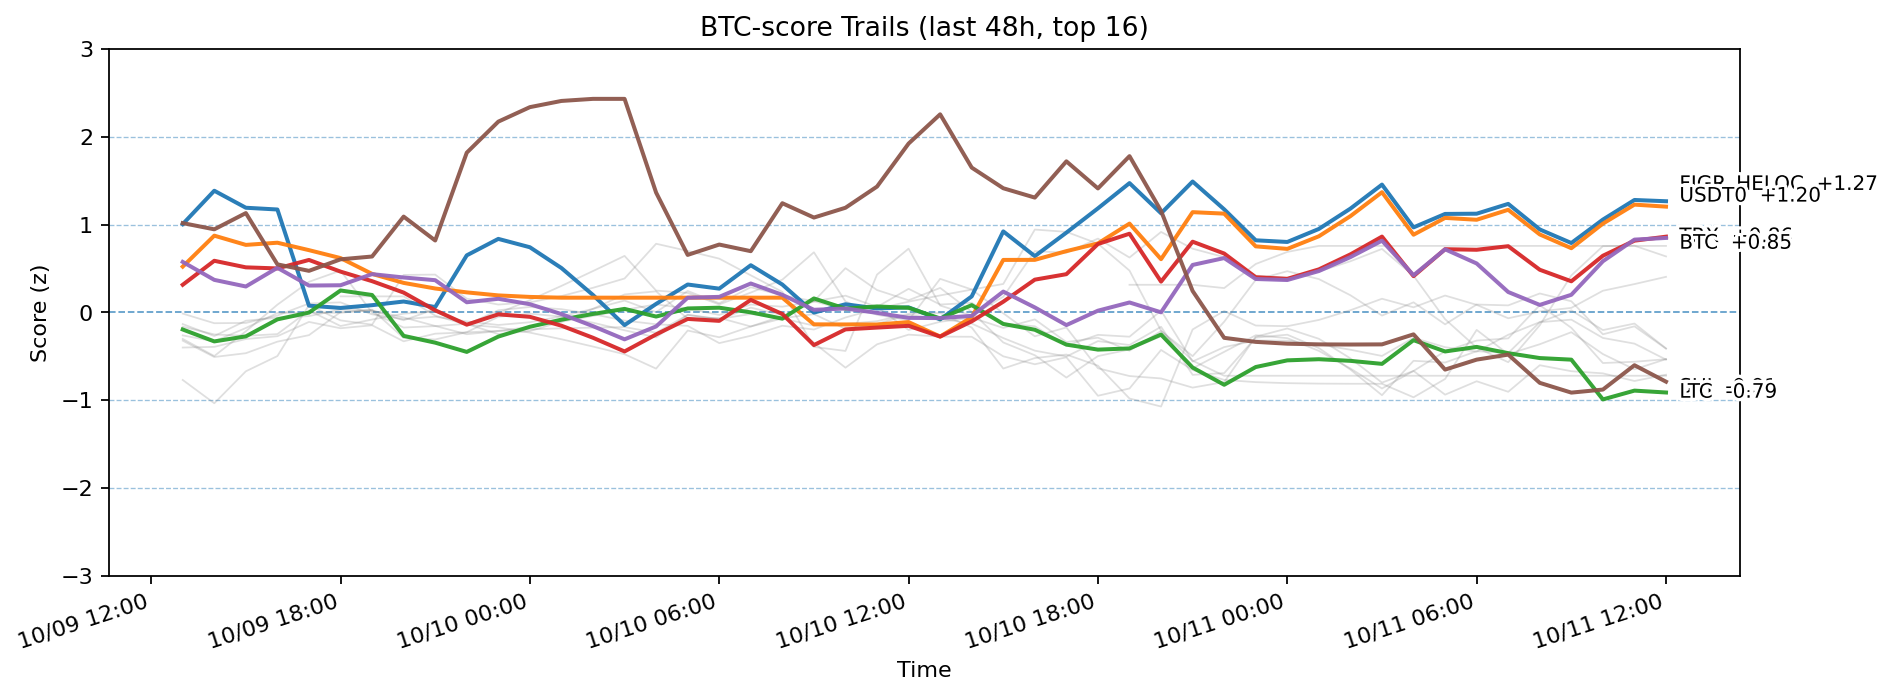 BTC-score Trails (last 48h, top 16)
Score (z)
3
2
1
0
−1
−2
−3
+1.27
USDT0 +1.20
BTC +0.85
LTC -0.79
10/09 12:00
10/09 18:00
10/10 00:00
10/10 06:00
10/10 12:00
10/10 18:00
10/11 00:00
10/11 06:00
10/11 12:00
Time